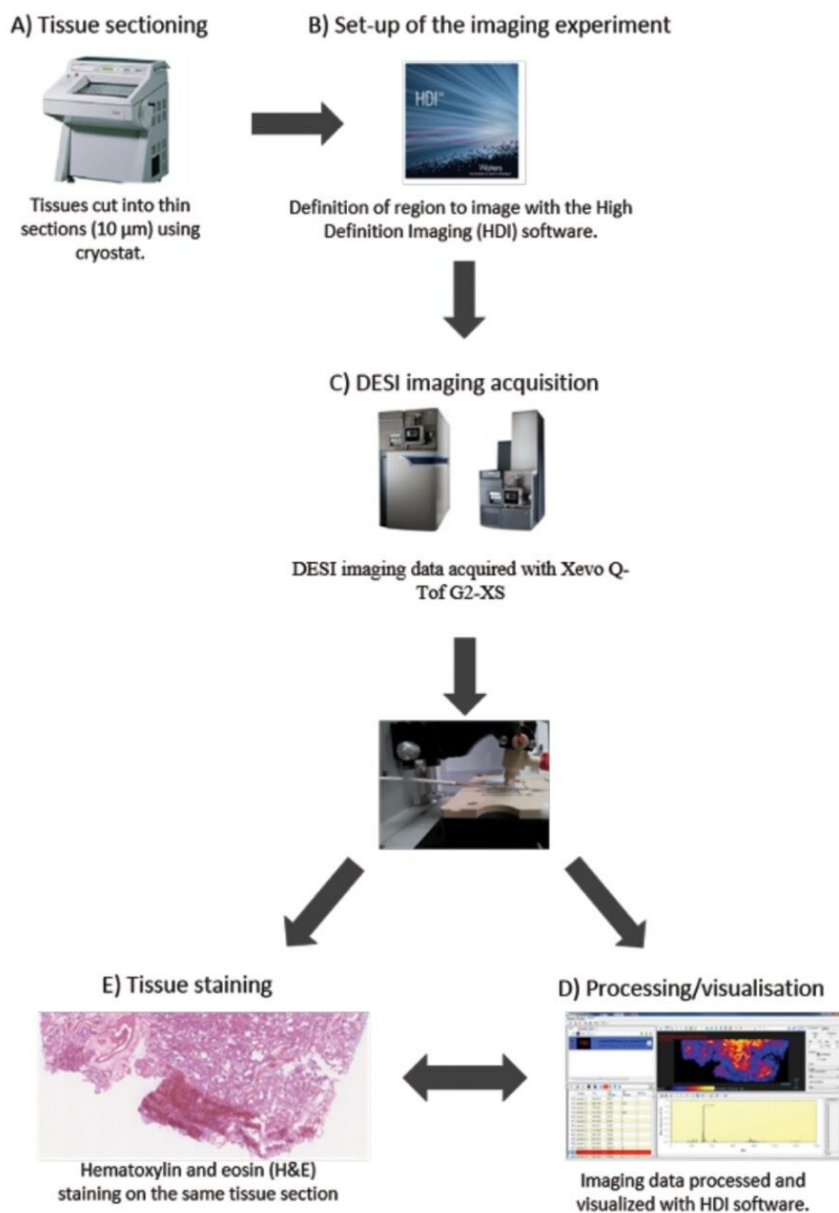 A) Tissue sectioning
B) Set-up of the imaging experiment
HDI™
Waters
Tissues cut into thin
sections (10 μm) using
cryostat.
Definition of region to image with the High
Definition Imaging (HDI) software.
C) DESI imaging acquisition
DESI imaging data acquired with Xevo Q-
Tof G2-XS
E) Tissue staining
D) Processing/visualisation
Hematoxylin and eosin (H&E)
staining on the same tissue section
Imaging data processed and
visualized with HDI software.